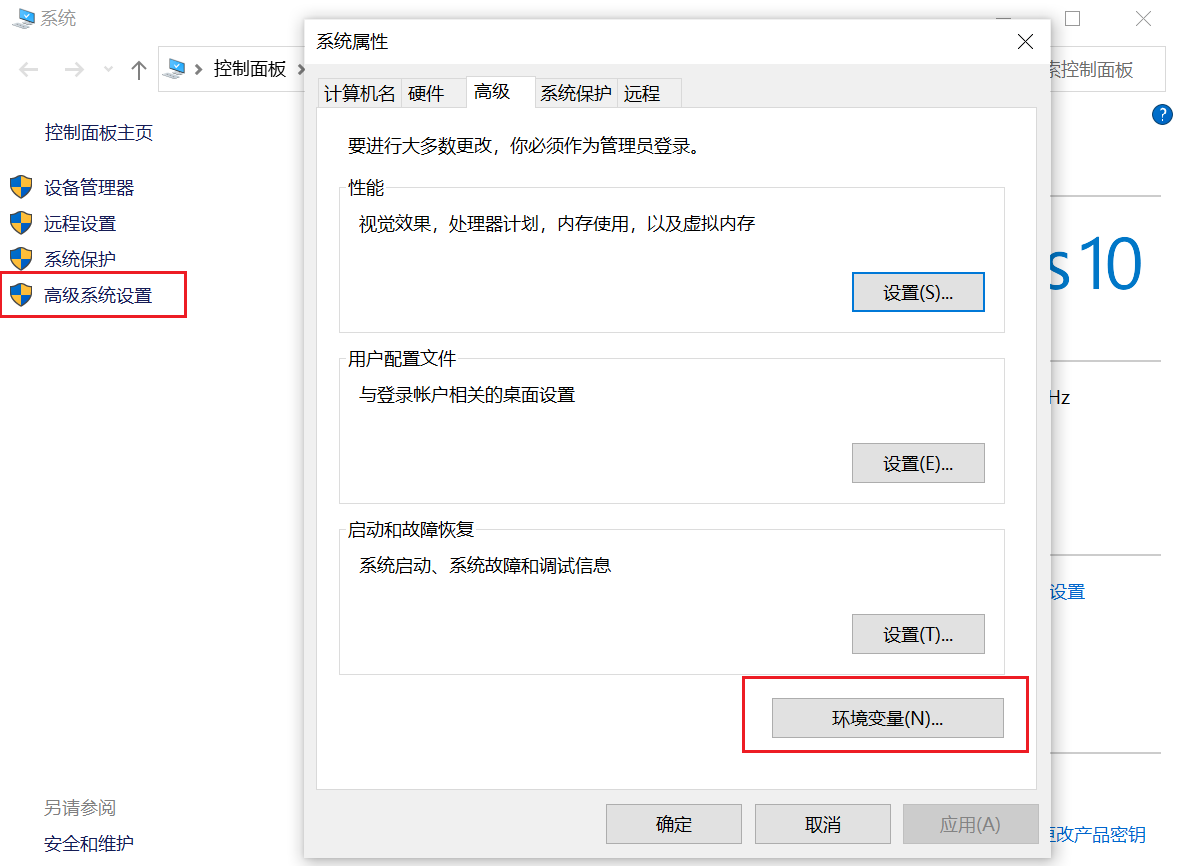 系统
控制面板
索控制面板
控制面板主页
设备管理器
远程设置
系统保护
高级系统设置
另请参阅
安全和维护
系统属性
计算机名 硬件 高级 系统保护 远程
要进行大多数更改，你必须作为管理员登录。
性能
视觉效果，处理器计划，内存使用，以及虚拟内存
设置(S)...
用户配置文件
与登录帐户相关的桌面设置
设置(E)...
启动和故障恢复
系统启动、系统故障和调试信息
设置(T)...
环境变量(N)...
确定 取消 应用(A)
?
s 10
Hz
设置
更改产品密钥